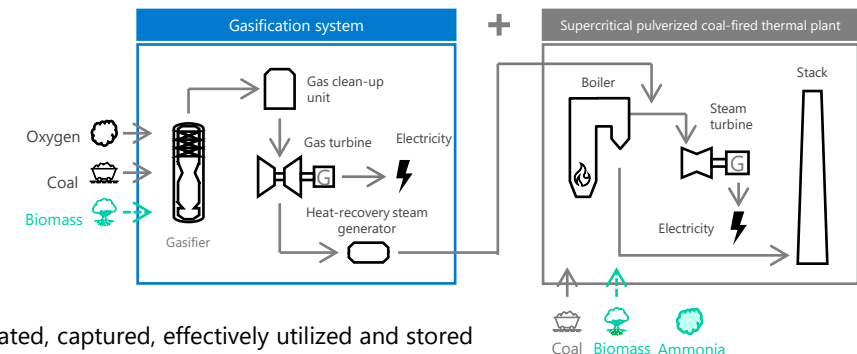 Gasification system
+
Supercritical pulverized coal-fired thermal plant
Gas clean-up
unit
Boiler
Stack
Oxygen
Gas turbine
Electricity
Steam
turbine
G
G
Coal
Biomass
Heat-recovery steam
generator
Electricity
Gasifier
ated, captured, effectively utilized and stored
Coal
Biomass
Ammonia